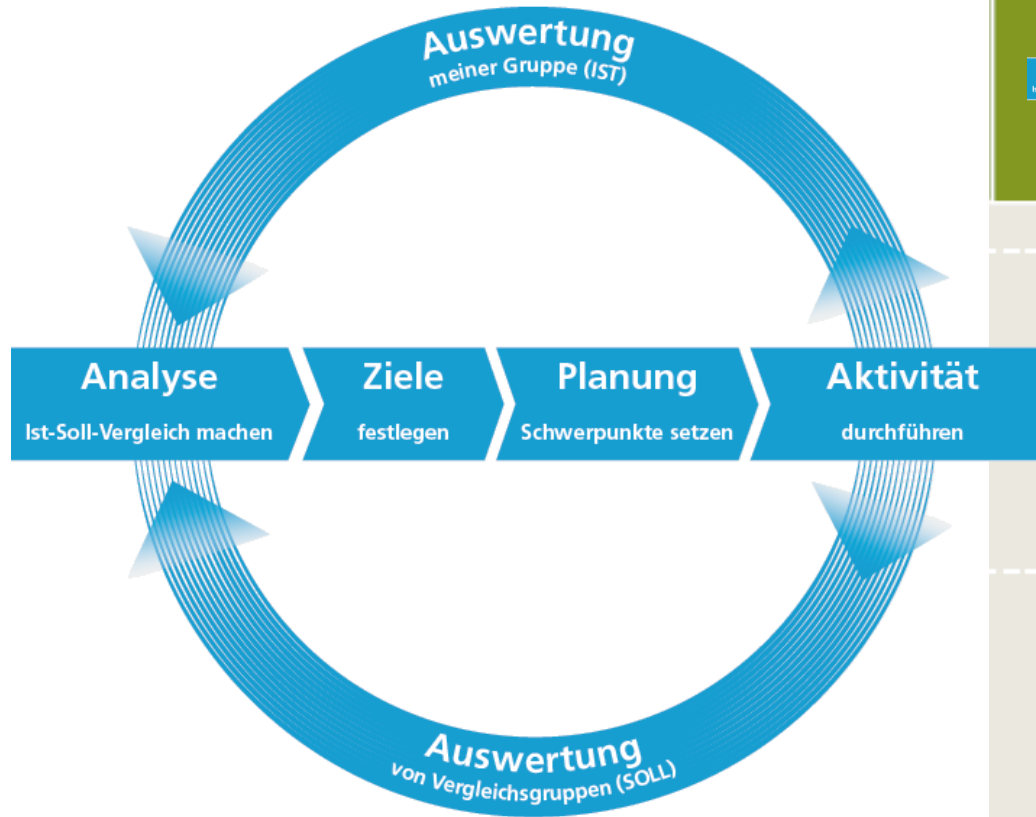 Auswertung
meiner Gruppe (IST)
Analyse
Ist-Soll-Vergleich machen
Ziele
festlegen
Planung
Schwerpunkte setzen
Aktivität
durchführen
Auswertung
von Vergleichsgruppen (SOLL)